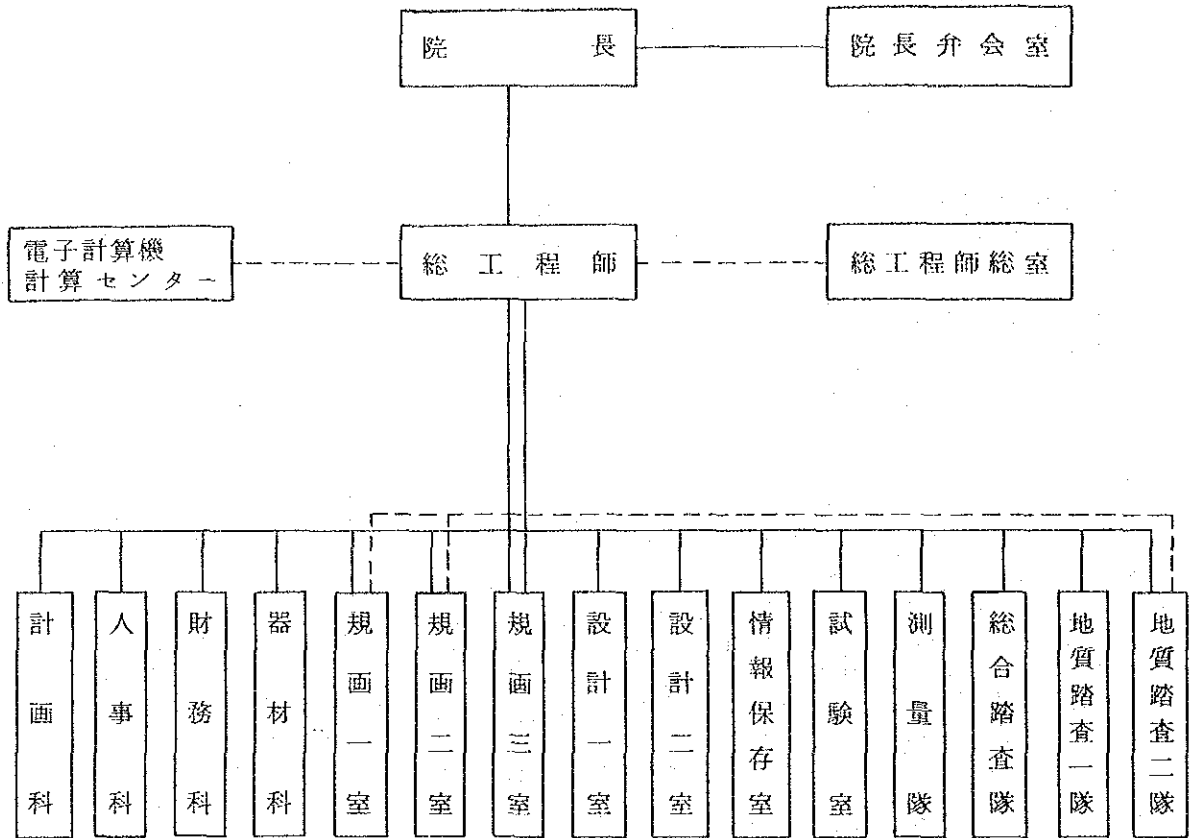 院長
院長弁会室
電子計算機
計算センター
総工程師
総工程師総室
計画科
人事科
財務科
器材科
規画一室
規画二室
規画三室
設計一室
設計二室
情報保存室
試験室
測量隊
総合踏査隊
地質踏査一隊
地質踏査二隊